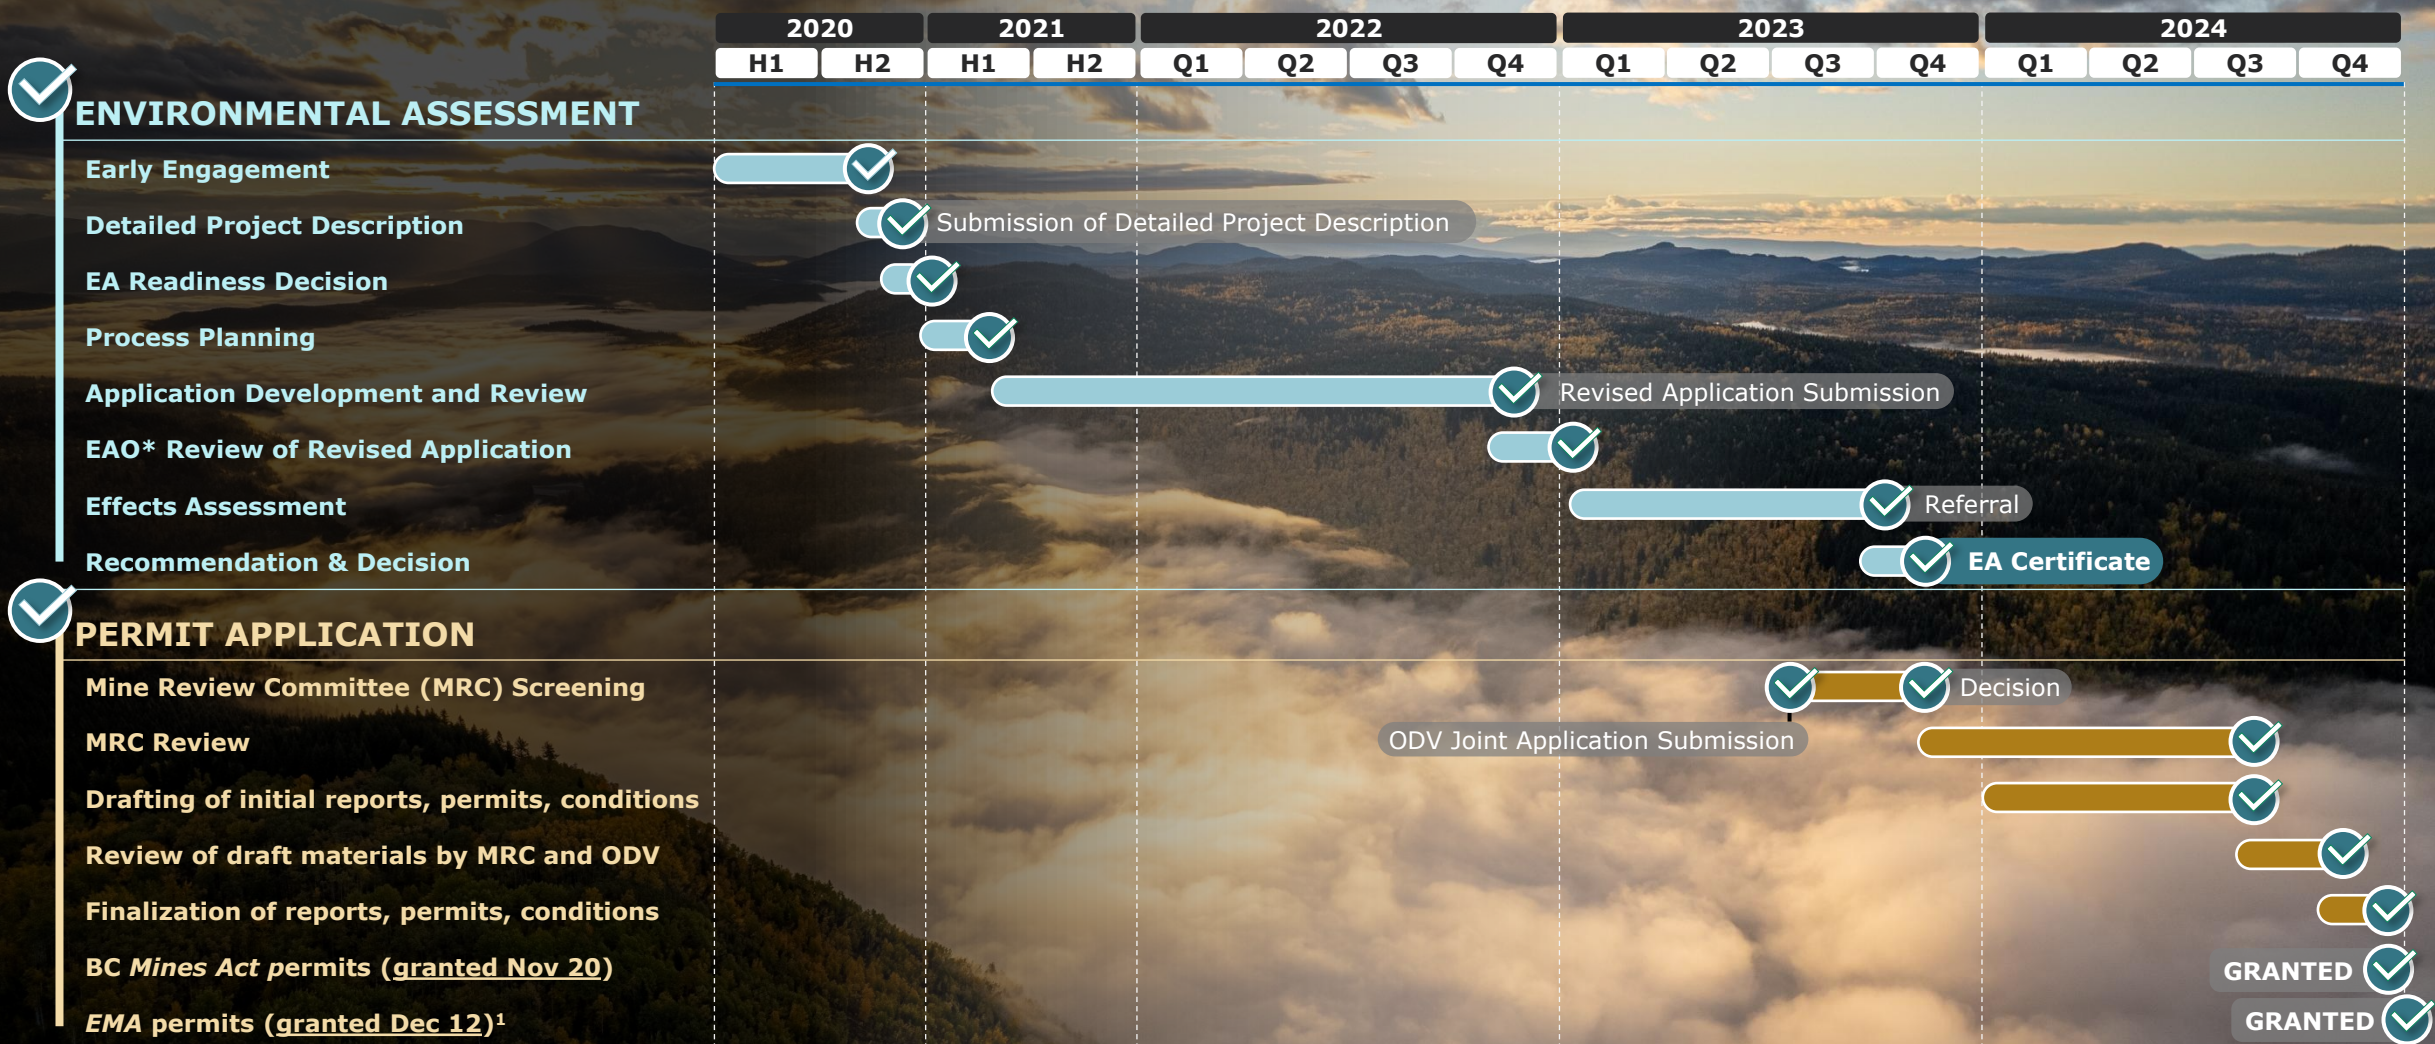 2020 2021 2022 2023 2024
H1 H2 H1 H2 Q1 Q2 Q3 Q4 Q1 Q2 Q3 Q4 Q1 Q2 Q3 Q4
ENVIRONMENTAL ASSESSMENT
Early Engagement
Detailed Project Description
Submission of Detailed Project Description
EA Readiness Decision
Process Planning
Application Development and Review
Revised Application Submission
EAO* Review of Revised Application
Effects Assessment
Referral
Recommendation & Decision
EA Certificate
PERMIT APPLICATION
Mine Review Committee (MRC) Screening
Decision
MRC Review
ODV Joint Application Submission
Drafting of initial reports, permits, conditions
Review of draft materials by MRC and ODV
Finalization of reports, permits, conditions
BC Mines Act permits (granted Nov 20)
GRANTED
EMA permits (granted Dec 12)¹
GRANTED